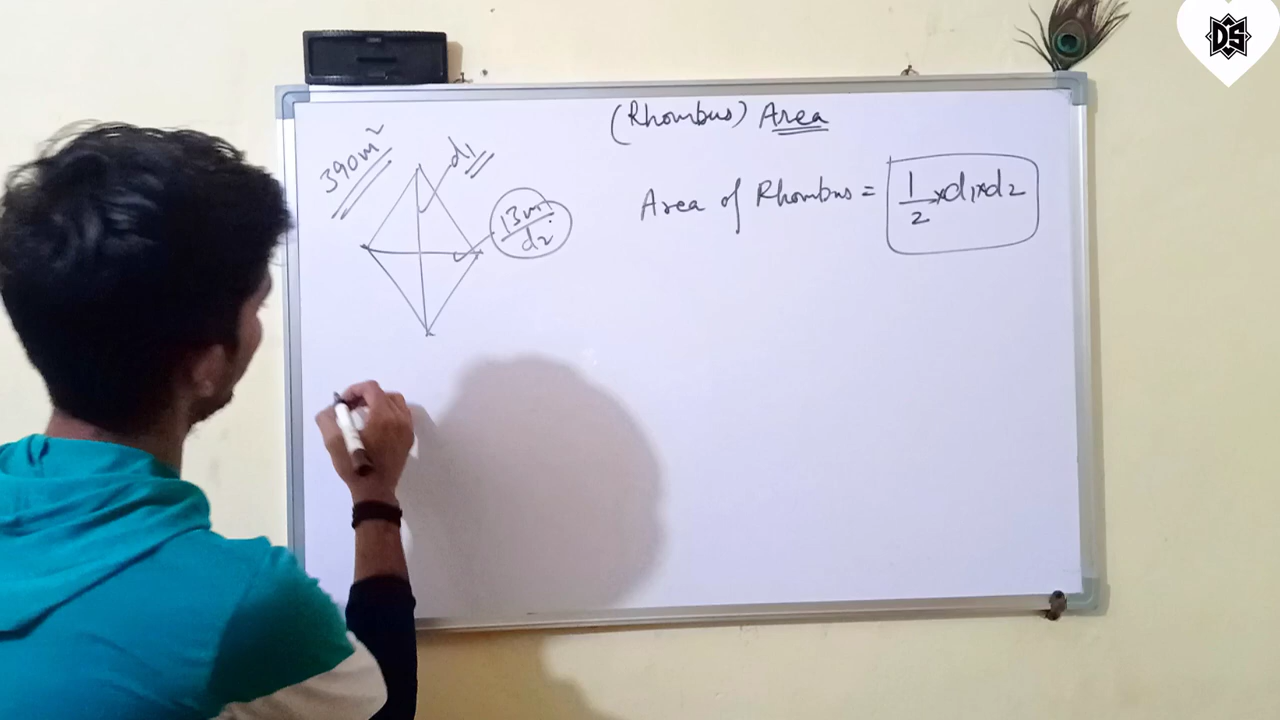 (Rhombus) Area
390m²
d1
13m
d2
Area of Rhombus = 1/2 × d1 × d2
DS